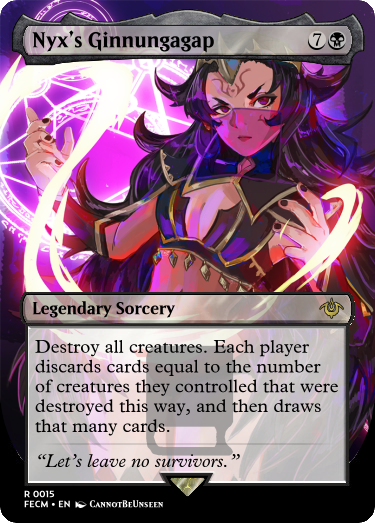 Nyx's Ginnungagap 7
Legendary Sorcery
Destroy all creatures. Each player
discards cards equal to the number
of creatures they controlled that were
destroyed this way, and then draws
that many cards.
“Let's leave no survivors.”
R 0015
FECM • EN CannotBeUnseen